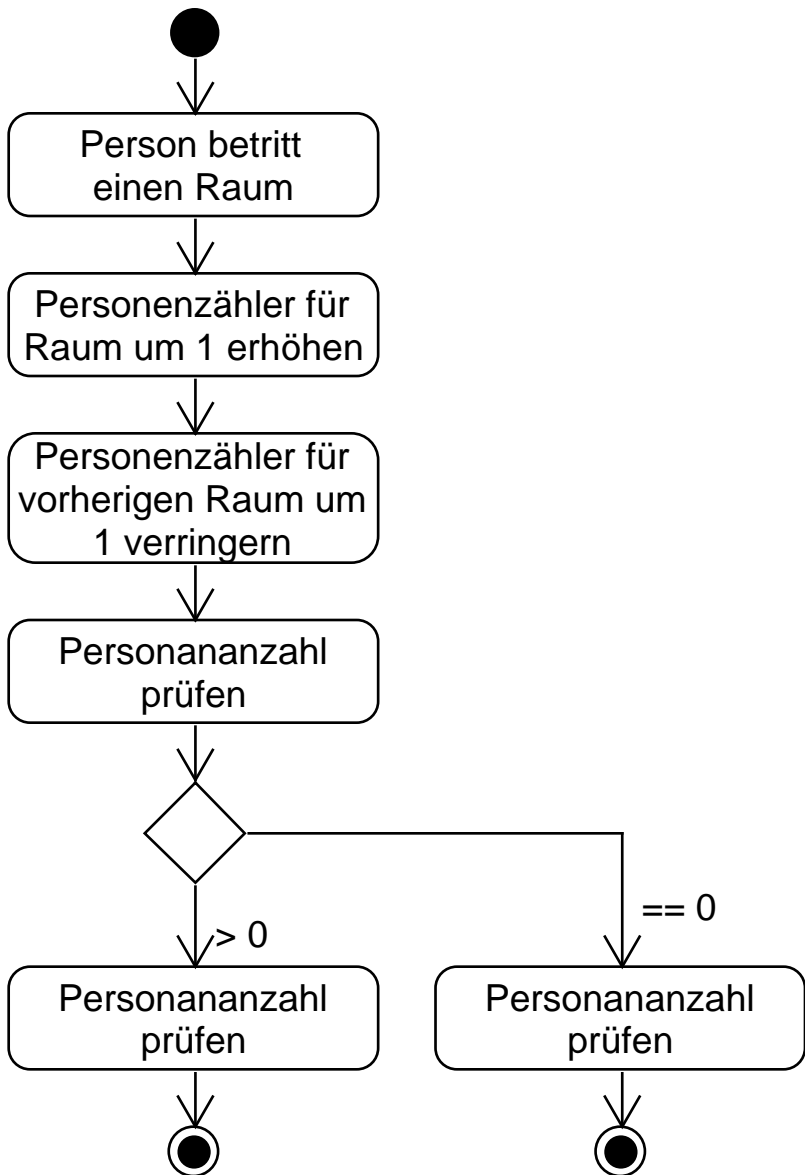 Person betritt
einen Raum
Personenzähler für
Raum um 1 erhöhen
Personenzähler für
vorherigen Raum um
1 verringern
Personananzahl
prüfen
> 0
== 0
Personananzahl
prüfen
Personananzahl
prüfen